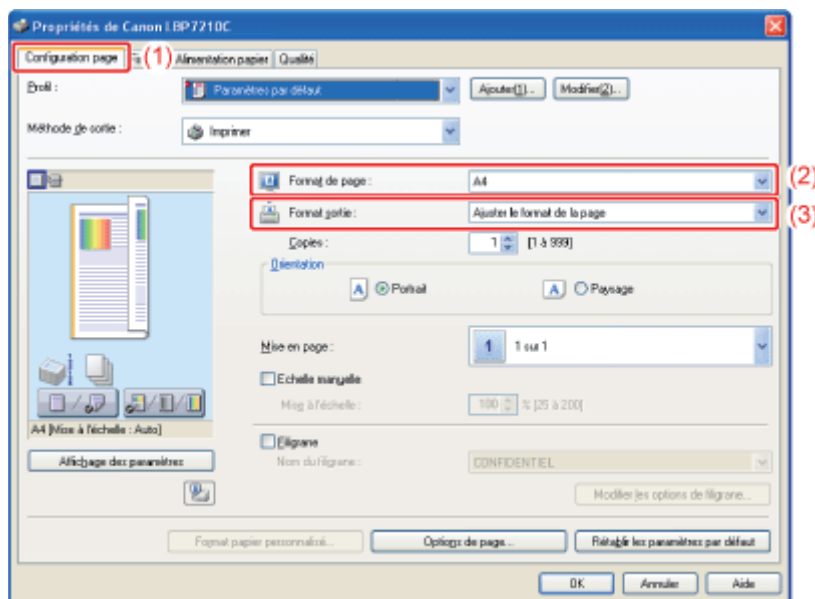 Propriétés de Canon LBP7210C
Configuration page (1) Alimentation papier Qualité
Profil :
Paramètres par défaut
Ajouter(1)...
Modifier(2)...
Méthode de sortie :
Imprimer
Format de page :
A4
(2)
Format sortie :
Ajuster le format de la page
(3)
Copies :
1 [1 à 999]
Orientation
A Portrait
A Paysage
Mise en page :
1 1 sur 1
Echelle manuelle
Mise à l'échelle :
100 % [25 à 200]
A4 [Mise à l'échelle : Auto]
Filigrane
Nom du filigrane :
CONFIDENTIEL
Affichage des paramètres
Modifier les options de filigrane...
Format papier personnalisé...
Options de page...
Rétablir les paramètres par défaut
OK
Annuler
Aide